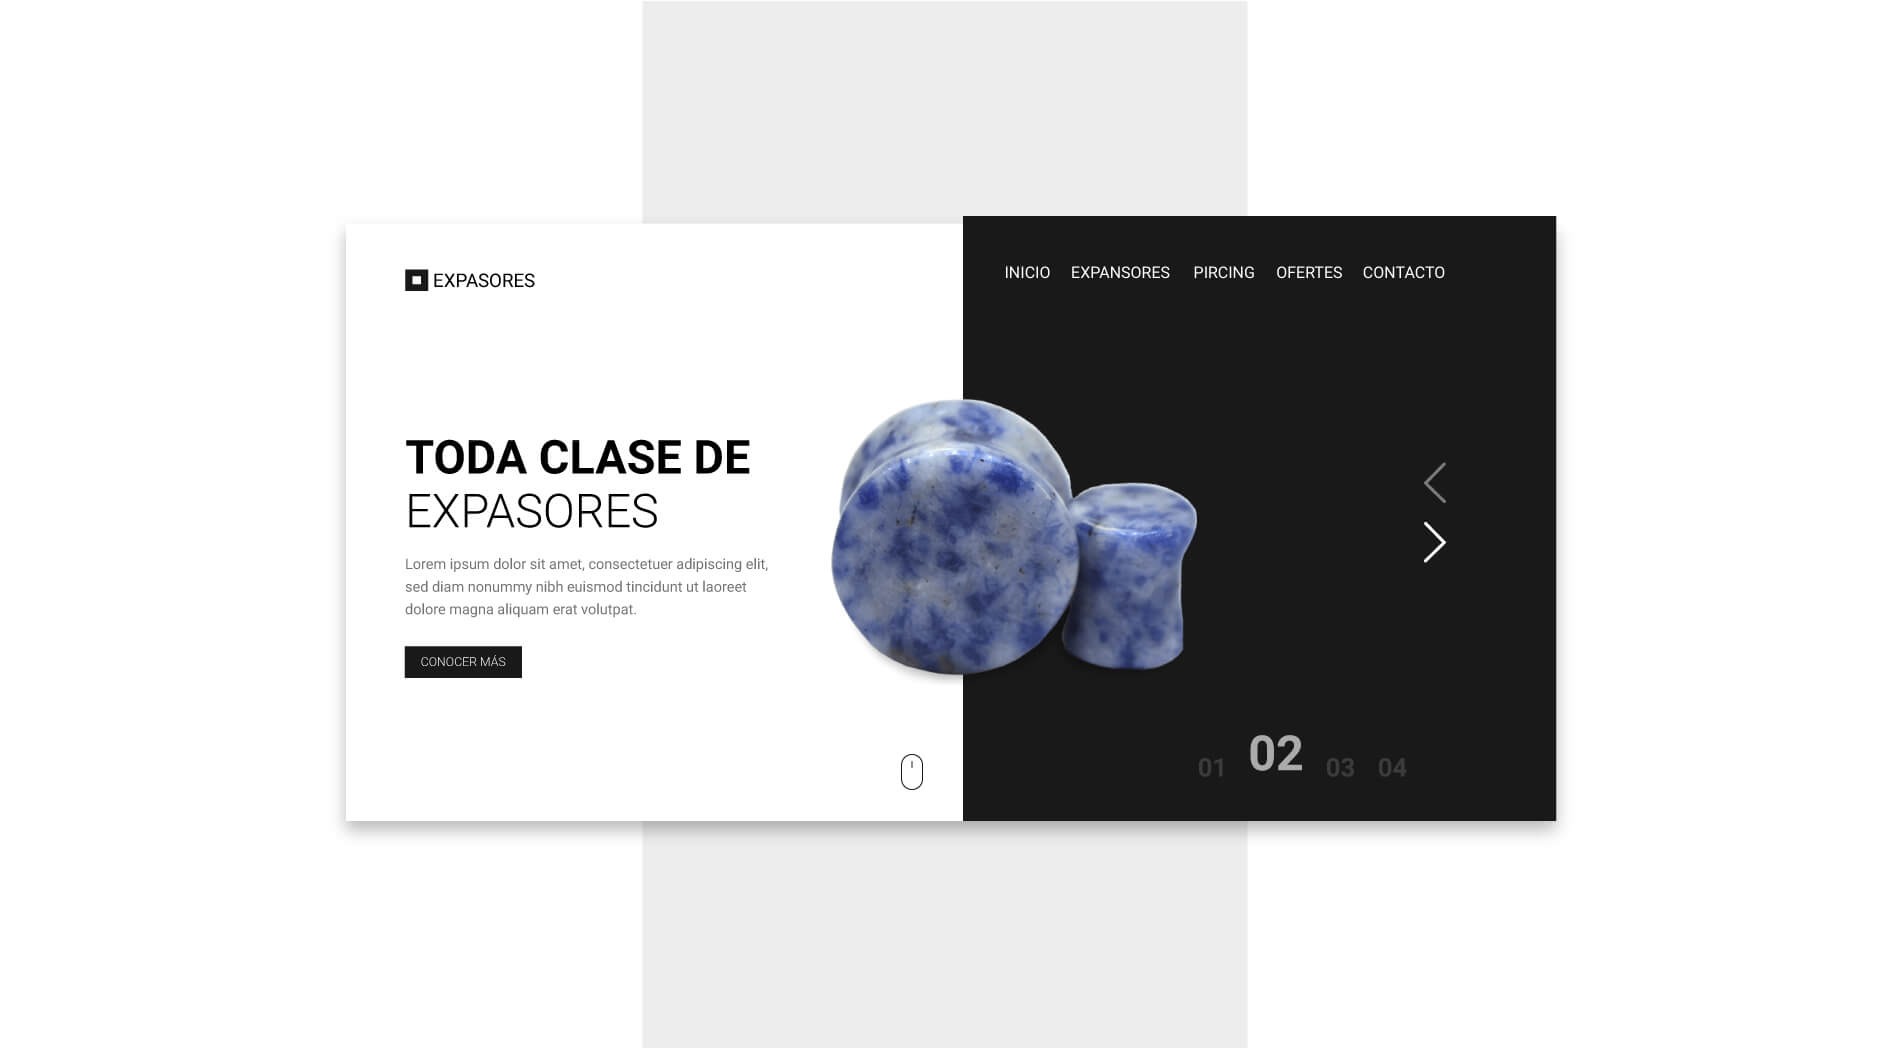 EXPASORES
INICIO EXPANSORES PIRCING OFERTES CONTACTO
TODA CLASE DE
EXPASORES
Lorem ipsum dolor sit amet, consectetuer adipiscing elit,
sed diam nonummy nibh euismod tincidunt ut laoreet
dolore magna aliquam erat volutpat.
CONOCER MÁS
01 02 03 04